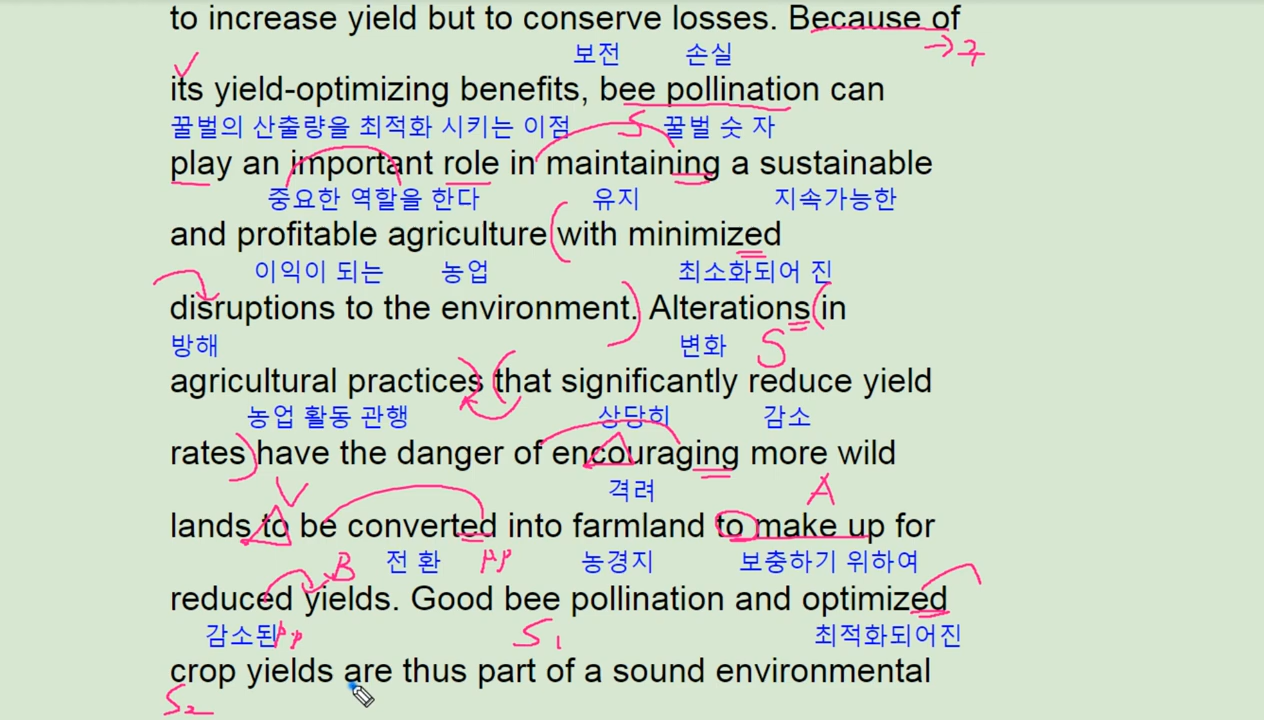 to increase yield but to conserve losses. Because of
→ 구
보전 손실
V
its yield-optimizing benefits, bee pollination can
꿀벌의 산출량을 최적화 시키는 이점 S 꿀벌 숫 자
play an important role in maintaining a sustainable
중요한 역할을 한다 유지 지속가능한
and profitable agriculture (with minimized
이익이 되는 농업 최소화되어 진
disruptions to the environment.) Alterations (in
방해 변화 S
agricultural practices) (that significantly reduce yield
농업 활동 관행 상당히 감소
rates) have the danger of encouraging more wild
V 격려 A
lands to be converted into farmland to make up for
B 전 환 pp 농경지 보충하기 위하여
reduced yields. Good bee pollination and optimized
감소된 pp S1 최적화되어진
crop yields are thus part of a sound environmental
S2